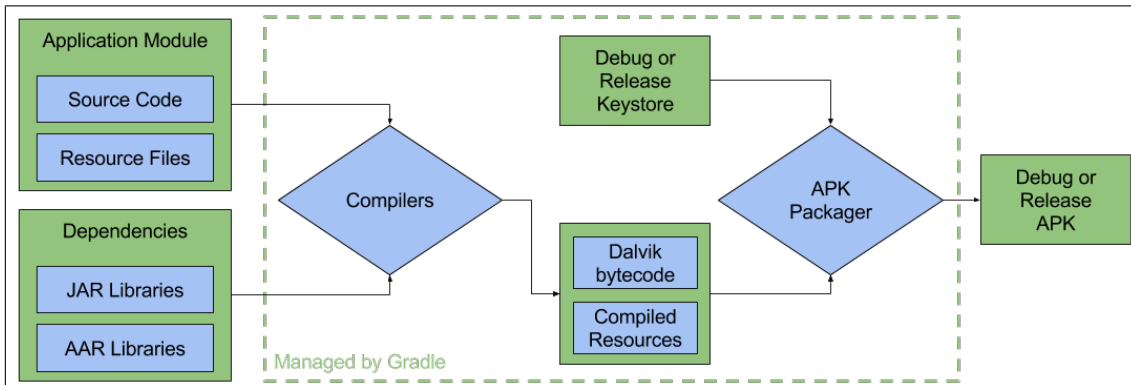 Application Module
Source Code
Resource Files
Dependencies
JAR Libraries
AAR Libraries
Compilers
Debug or
Release
Keystore
Dalvik
bytecode
Compiled
Resources
APK
Packager
Debug or
Release
APK
Managed by Gradle